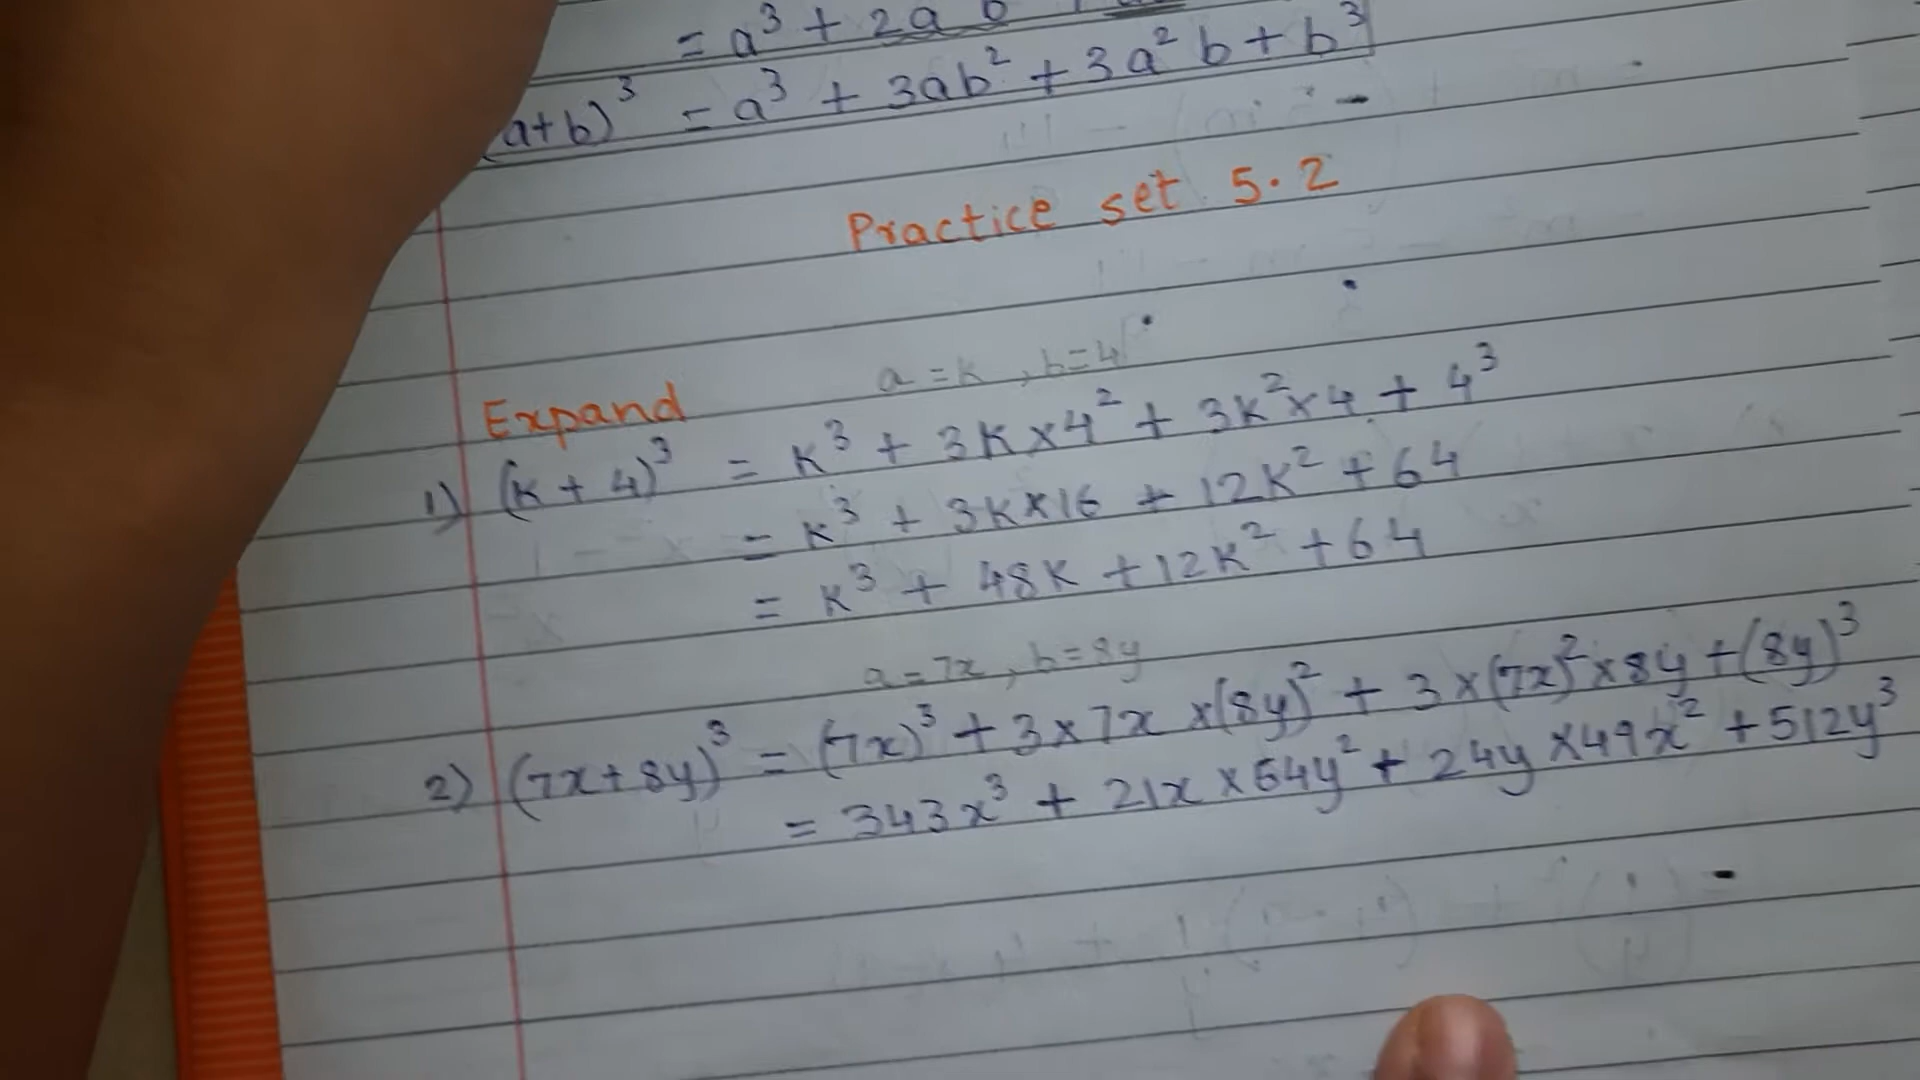 = a³ + 2a b
(a+b)³ = a³ + 3ab² + 3a²b + b³
Practice set 5.2
Expand
a = k , b = 4
1) (k + 4)³ = k³ + 3k×4² + 3k²×4 + 4³
= k³ + 3k×16 + 12k² + 64
= k³ + 48k + 12k² + 64
a = 7x , b = 8y
2) (7x+8y)³ = (7x)³ + 3×7x ×(8y)² + 3×(7x)²×8y +(8y)³
= 343x³ + 21x ×64y² + 24y ×49x² + 512y³